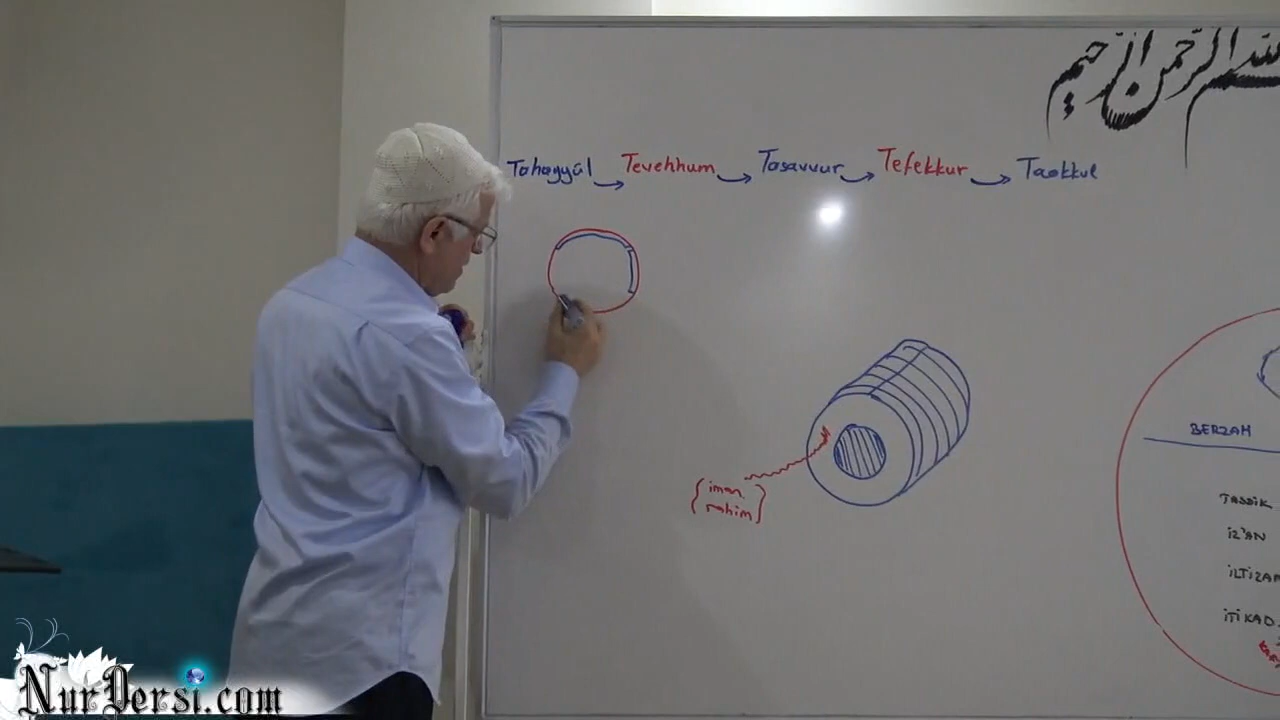 بسم الله الرحمن الرحيم
Tahayyül → Tevehhum → Tasavvur → Tefekkur → Taakkul
BERZAH
{iman
rahim}
TASDİK
İZ'AN
İLTİZAM
İTİKAD
NurDersi.com